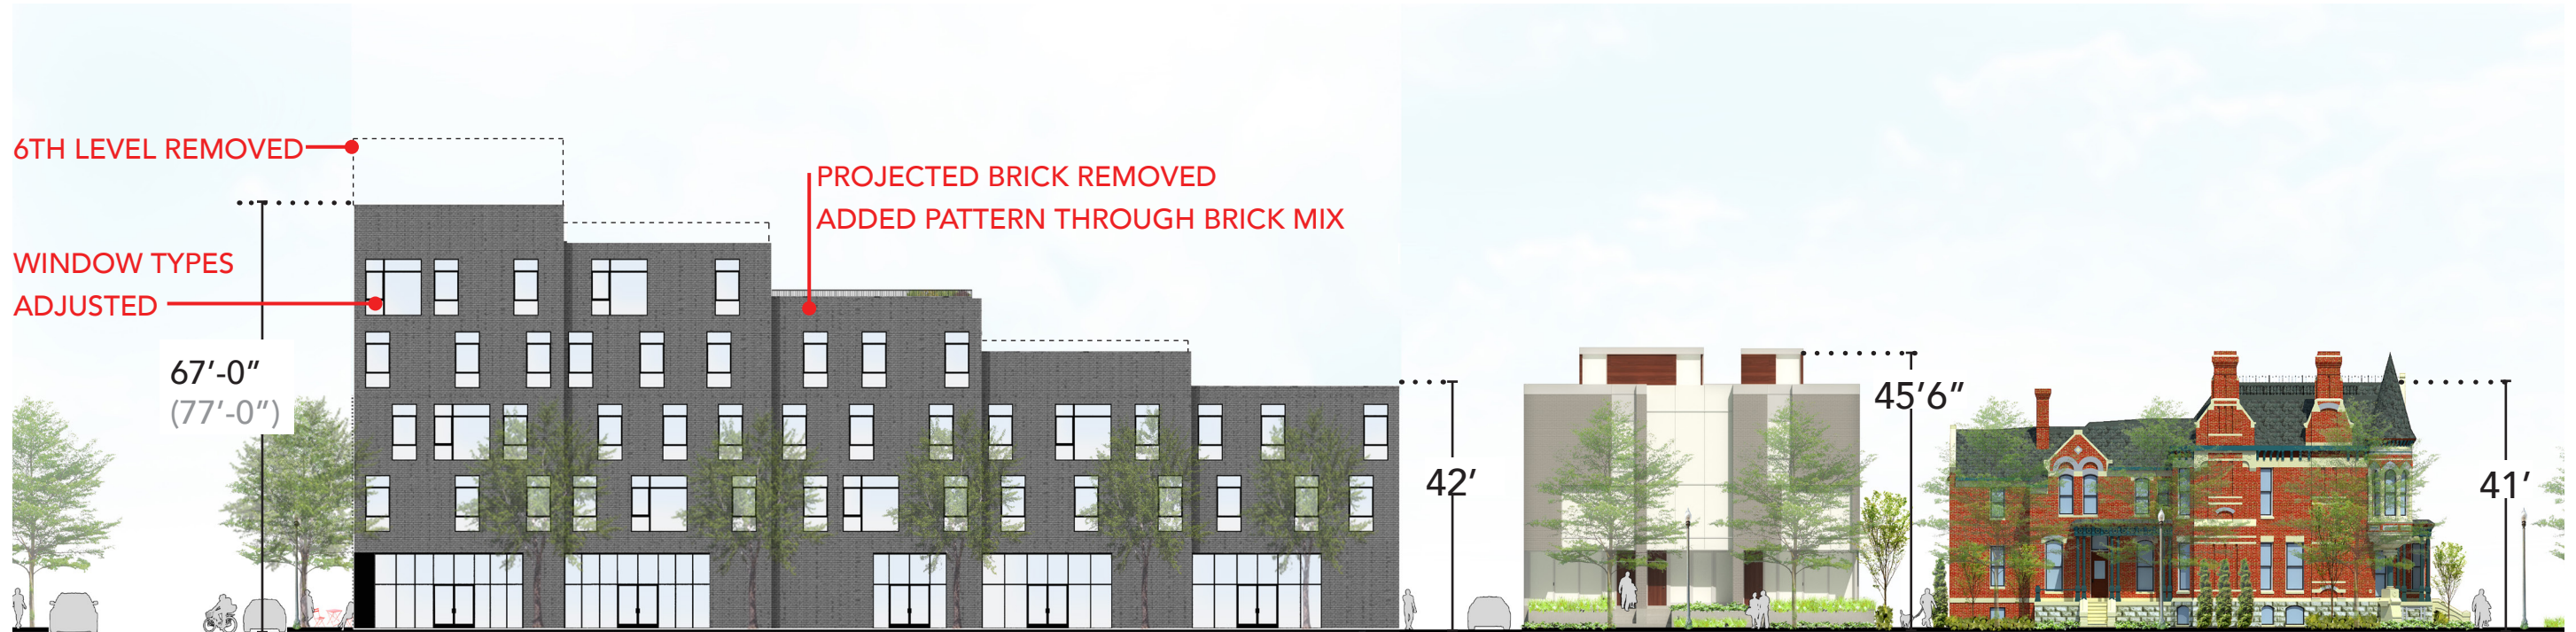 6TH LEVEL REMOVED
PROJECTED BRICK REMOVED
ADDED PATTERN THROUGH BRICK MIX
WINDOW TYPES
ADJUSTED
67'-0"
(77'-0")
42'
45'6"
41'